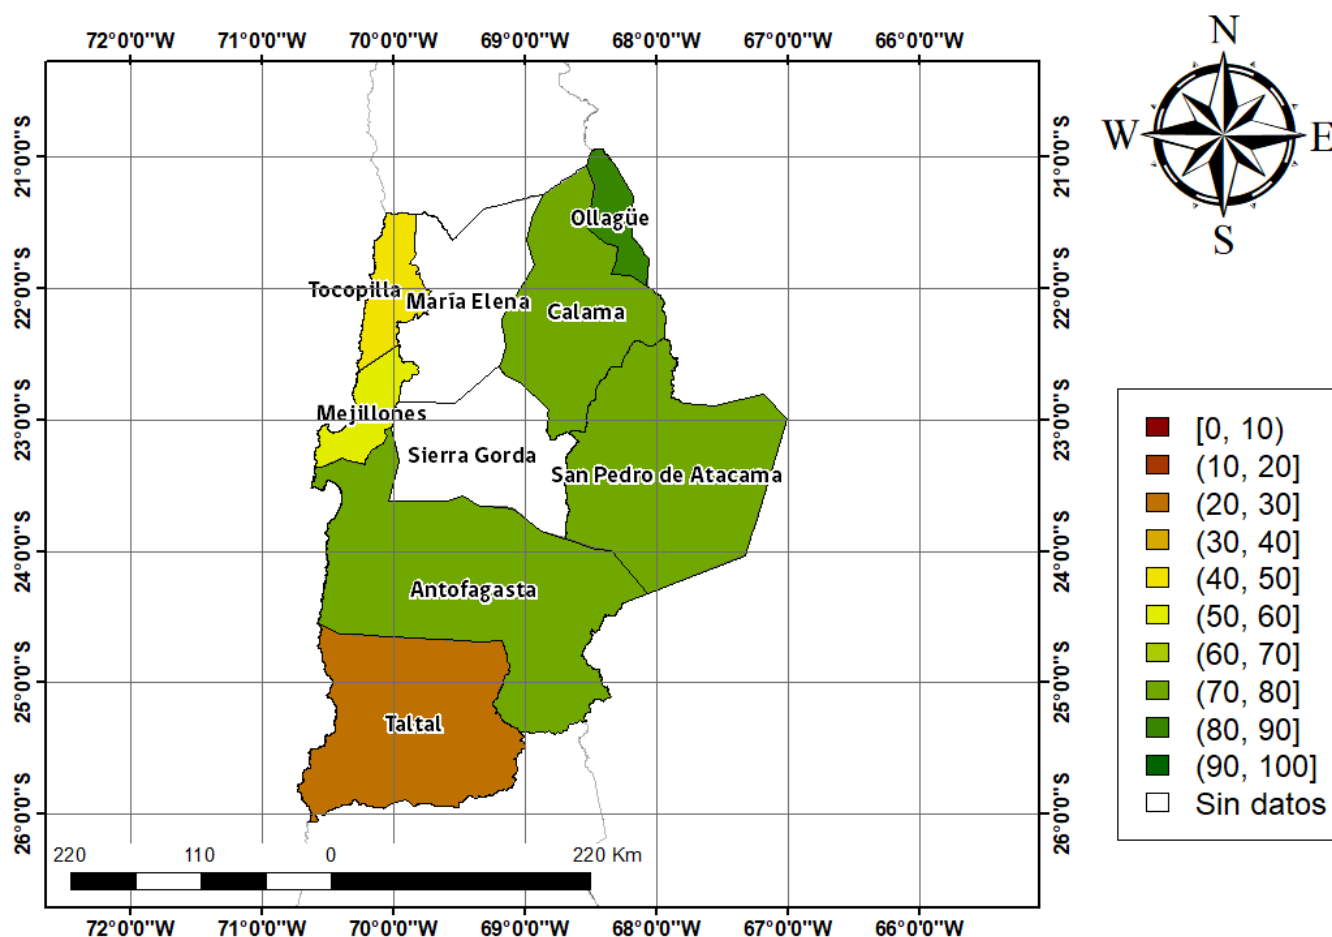 72°0'0"W 71°0'0"W 70°0'0"W 69°0'0"W 68°0'0"W 67°0'0"W 66°0'0"W
N
W E
S
21°0'0"S 21°0'0"S
Ollagüe
22°0'0"S 22°0'0"S
Tocopilla
María Elena
Calama
23°0'0"S 23°0'0"S
Mejillones
Sierra Gorda
San Pedro de Atacama
24°0'0"S 24°0'0"S
Antofagasta
25°0'0"S 25°0'0"S
Taltal
26°0'0"S 26°0'0"S
220 110 0 220 Km
72°0'0"W 71°0'0"W 70°0'0"W 69°0'0"W 68°0'0"W 67°0'0"W 66°0'0"W
[0, 10)
(10, 20]
(20, 30]
(30, 40]
(40, 50]
(50, 60]
(60, 70]
(70, 80]
(80, 90]
(90, 100]
Sin datos